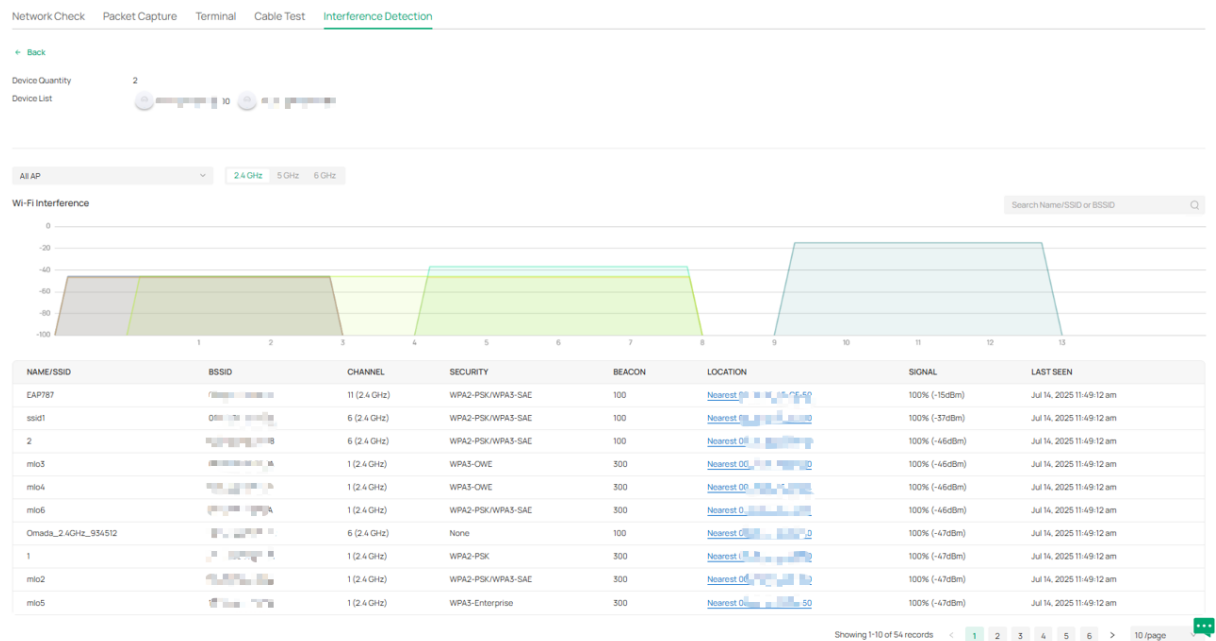 Network Check Packet Capture Terminal Cable Test Interference Detection
← Back
Device Quantity 2
Device List
All AP 2.4 GHz 5 GHz 6 GHz
Wi-Fi Interference Search Name/SSID or BSSID
0
-20
-40
-60
-80
-100
1 2 3 4 5 6 7 8 9 10 11 12 13
NAME/SSID BSSID CHANNEL SECURITY BEACON LOCATION SIGNAL LAST SEEN
EAP787 11 (2.4 GHz) WPA2-PSK/WPA3-SAE 100 Nearest 100% (-15dBm) Jul 14, 2025 11:49:12 am
ssid1 6 (2.4 GHz) WPA2-PSK/WPA3-SAE 100 Nearest 100% (-37dBm) Jul 14, 2025 11:49:12 am
2 6 (2.4 GHz) WPA2-PSK/WPA3-SAE 100 Nearest 100% (-46dBm) Jul 14, 2025 11:49:12 am
mlo3 1 (2.4 GHz) WPA3-OWE 300 Nearest 100% (-46dBm) Jul 14, 2025 11:49:12 am
mlo4 1 (2.4 GHz) WPA3-OWE 300 Nearest 100% (-46dBm) Jul 14, 2025 11:49:12 am
mlo6 1 (2.4 GHz) WPA2-PSK/WPA3-SAE 300 Nearest 100% (-46dBm) Jul 14, 2025 11:49:12 am
Omada_2.4GHz_934512 6 (2.4 GHz) None 100 Nearest 100% (-47dBm) Jul 14, 2025 11:49:12 am
1 1 (2.4 GHz) WPA2-PSK 300 Nearest 100% (-47dBm) Jul 14, 2025 11:49:12 am
mlo2 1 (2.4 GHz) WPA2-PSK/WPA3-SAE 300 Nearest 100% (-47dBm) Jul 14, 2025 11:49:12 am
mlo5 1 (2.4 GHz) WPA3-Enterprise 300 Nearest 100% (-47dBm) Jul 14, 2025 11:49:12 am
Showing 1-10 of 54 records < 1 2 3 4 5 6 > 10 /page